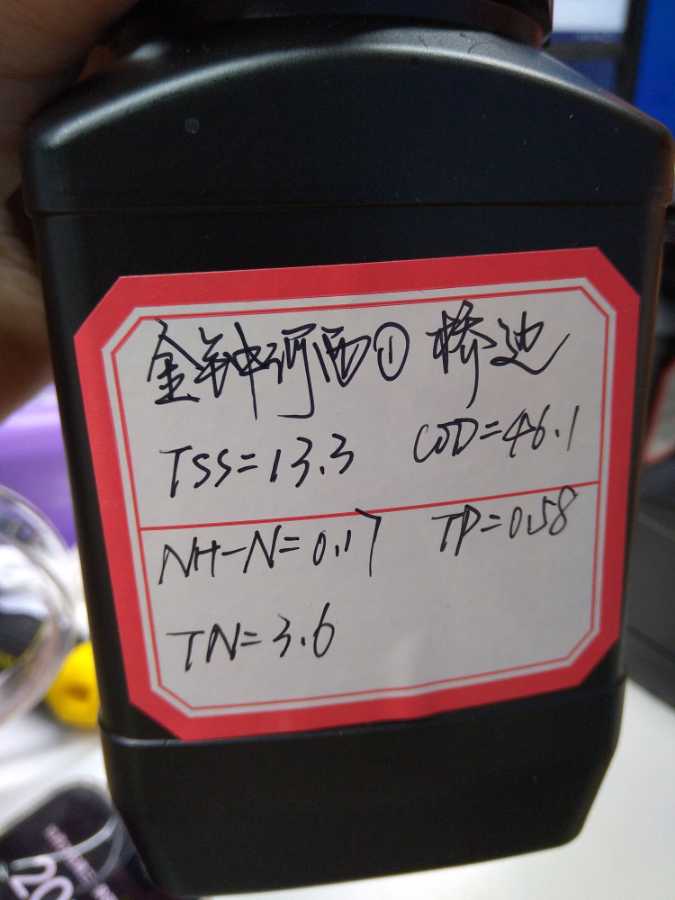 金钟河西① 桥边
TSS=13.3 COD=46.1
NH-N=0.17 TP=0.58
TN=3.6
20